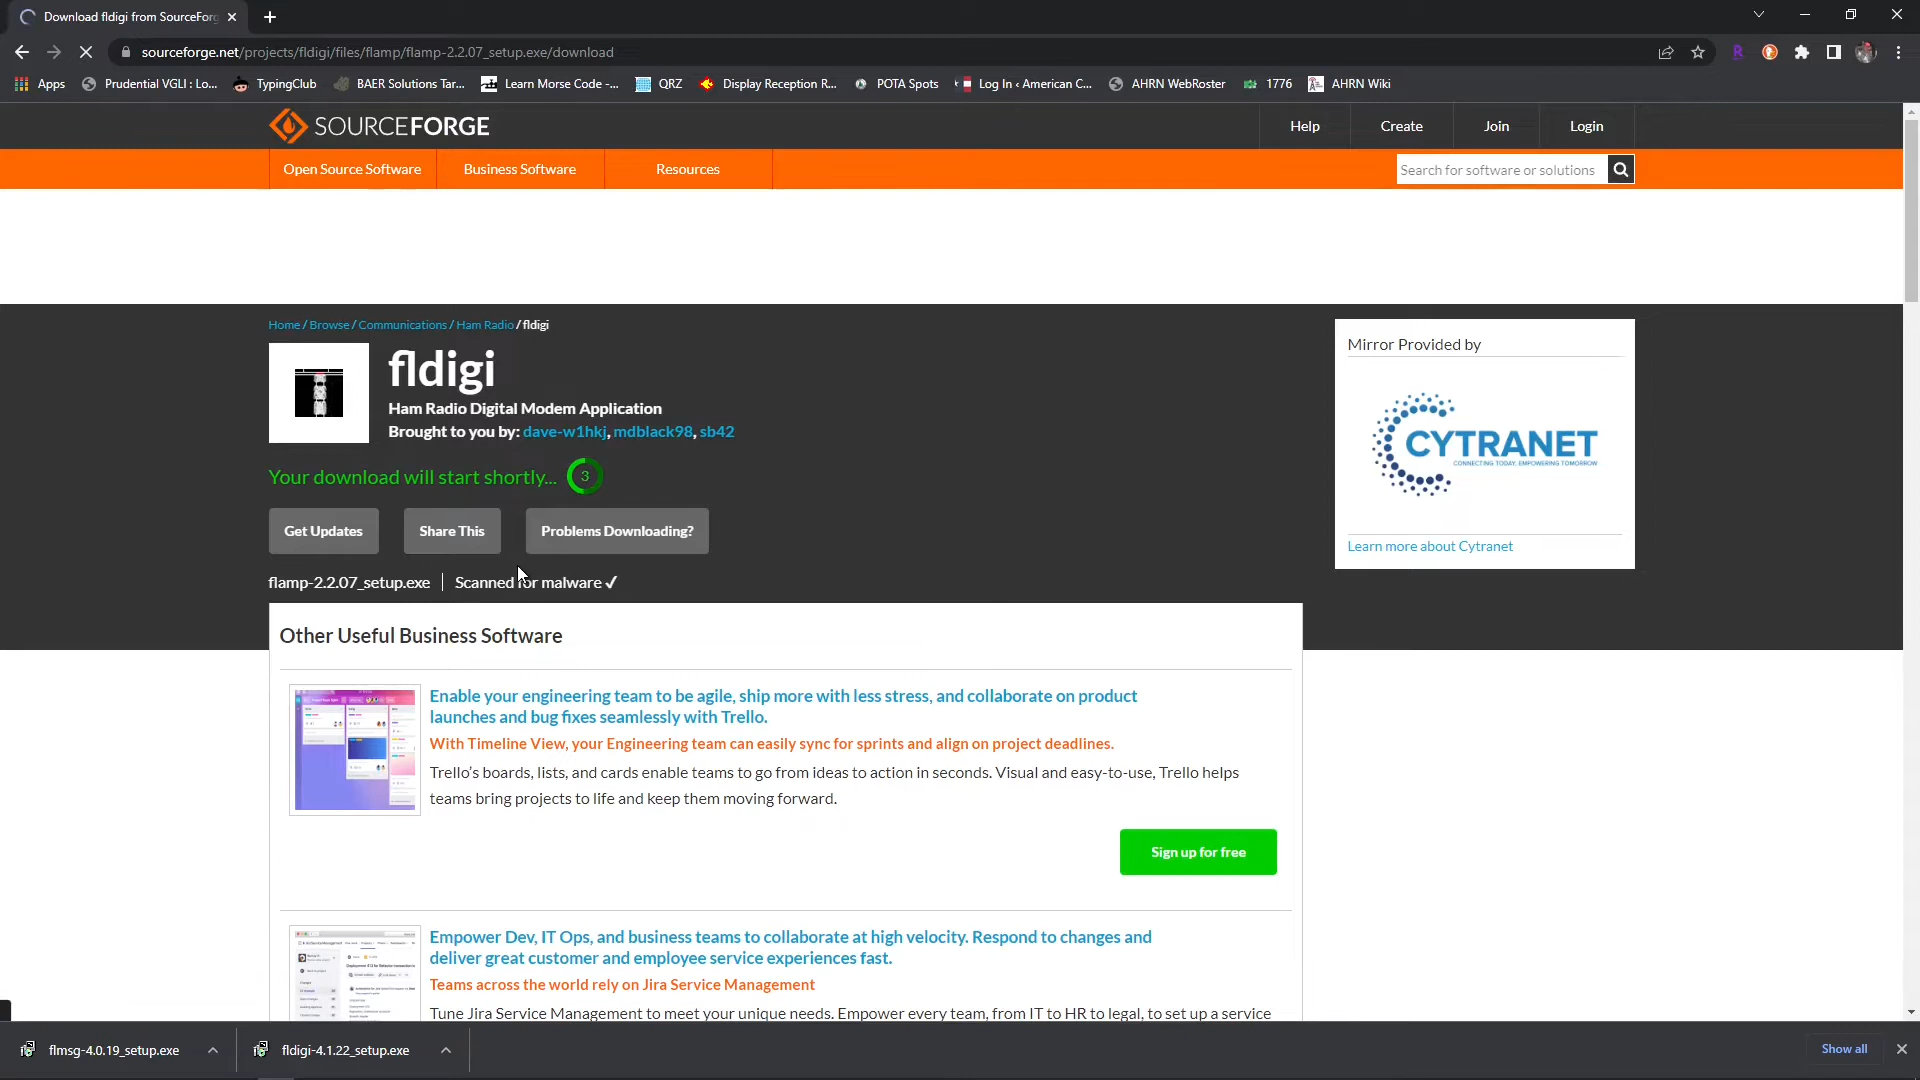 Download fldigi from SourceForg
sourceforge.net/projects/fldigi/files/flamp/flamp-2.2.07_setup.exe/download
Apps
Prudential VGLI : Lo...
TypingClub
BAER Solutions Tar...
Learn Morse Code -...
QRZ
Display Reception R...
POTA Spots
Log In ‹ American C...
AHRN WebRoster
1776
AHRN Wiki
SOURCEFORGE
Help
Create
Join
Login
Open Source Software
Business Software
Resources
Search for software or solutions
Home / Browse / Communications / Ham Radio / fldigi
fldigi
Ham Radio Digital Modem Application
Brought to you by: dave-w1hkj, mdblack98, sb42
Your download will start shortly... 3
Get Updates
Share This
Problems Downloading?
flamp-2.2.07_setup.exe
Scanned for malware ✓
Mirror Provided by
CYTRANET
CONNECTING TODAY, EMPOWERING TOMORROW
Learn more about Cytranet
Other Useful Business Software
Enable your engineering team to be agile, ship more with less stress, and collaborate on product
launches and bug fixes seamlessly with Trello.
With Timeline View, your Engineering team can easily sync for sprints and align on project deadlines.
Trello's boards, lists, and cards enable teams to go from ideas to action in seconds. Visual and easy-to-use, Trello helps
teams bring projects to life and keep them moving forward.
Sign up for free
Empower Dev, IT Ops, and business teams to collaborate at high velocity. Respond to changes and
deliver great customer and employee service experiences fast.
Teams across the world rely on Jira Service Management
Tune Jira Service Management to meet your unique needs. Empower every team, from IT to HR to legal, to set up a service
flmsg-4.0.19_setup.exe
fldigi-4.1.22_setup.exe
Show all